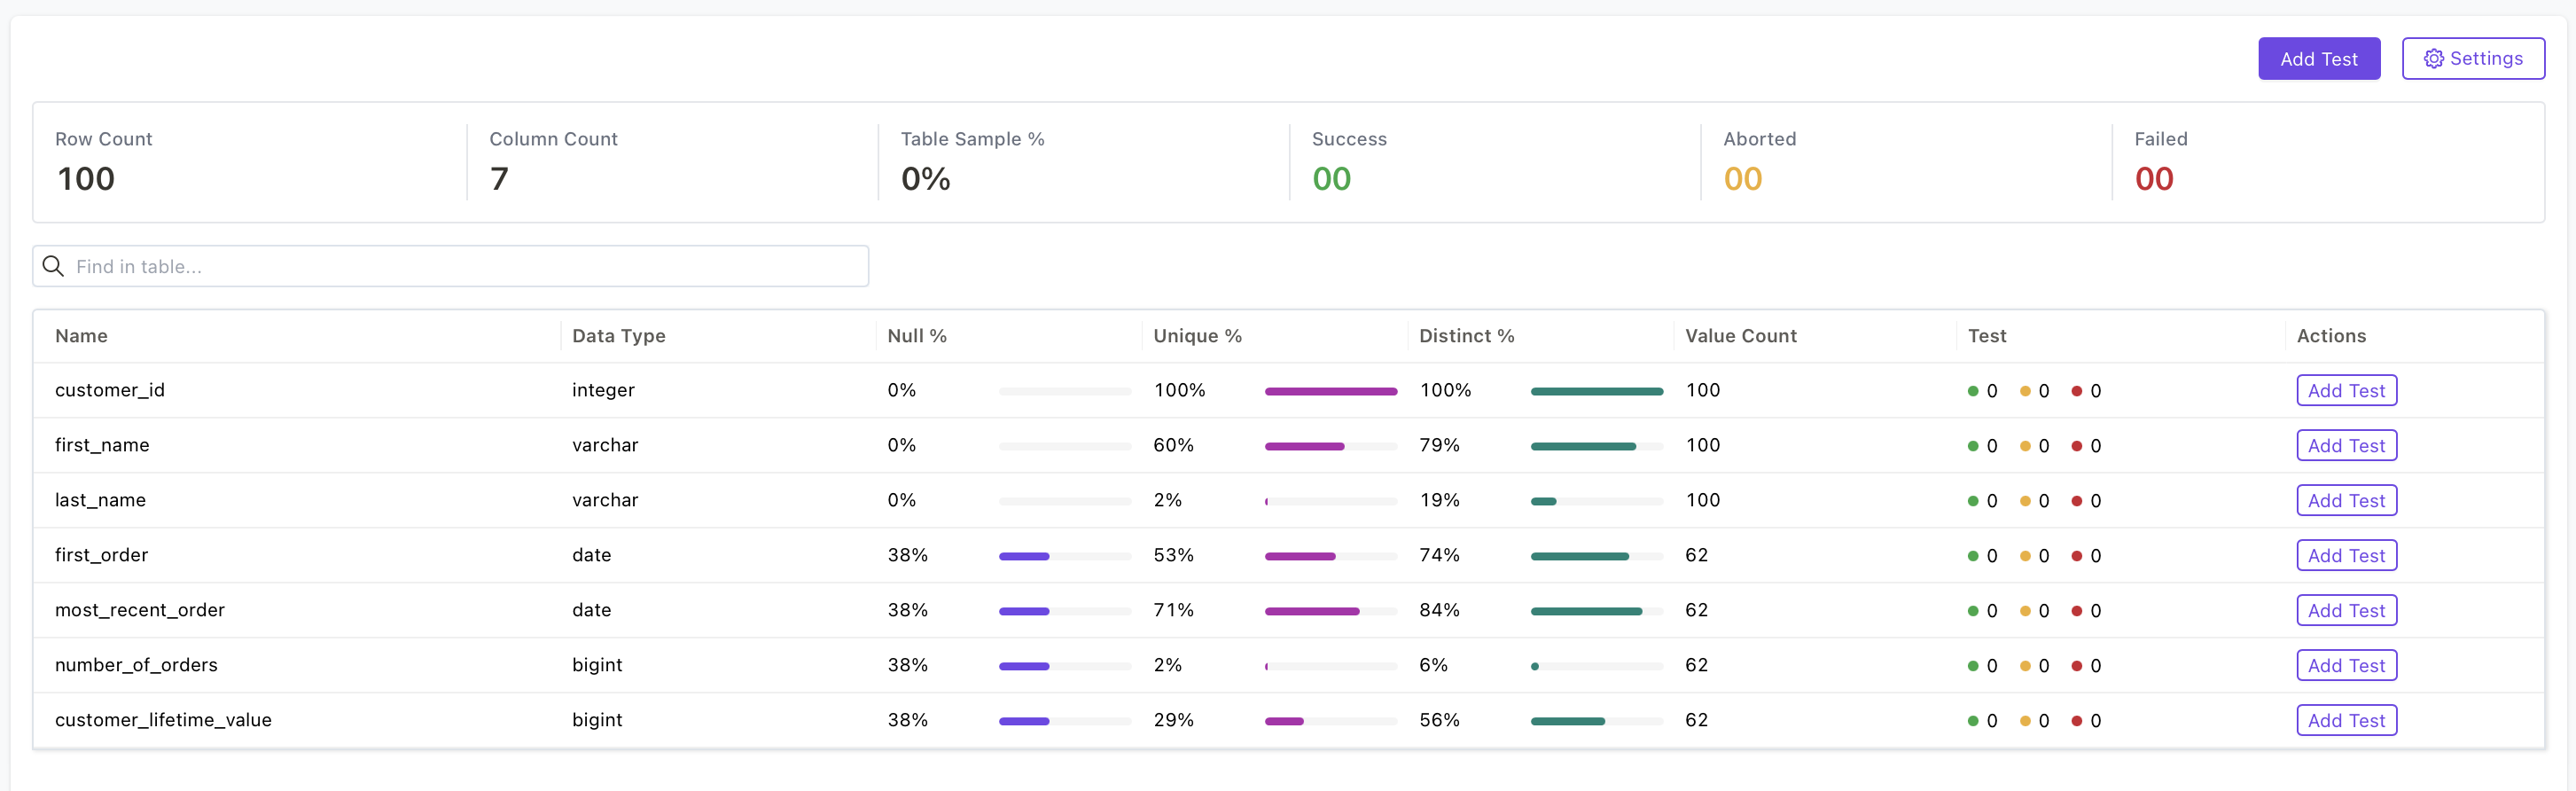 Add Test Settings
Row Count Column Count Table Sample % Success Aborted Failed
100 7 0% 00 00 00
Find in table...
Name Data Type Null % Unique % Distinct % Value Count Test Actions
customer_id integer 0% 100% 100% 100 0 0 0 Add Test
first_name varchar 0% 60% 79% 100 0 0 0 Add Test
last_name varchar 0% 2% 19% 100 0 0 0 Add Test
first_order date 38% 53% 74% 62 0 0 0 Add Test
most_recent_order date 38% 71% 84% 62 0 0 0 Add Test
number_of_orders bigint 38% 2% 6% 62 0 0 0 Add Test
customer_lifetime_value bigint 38% 29% 56% 62 0 0 0 Add Test